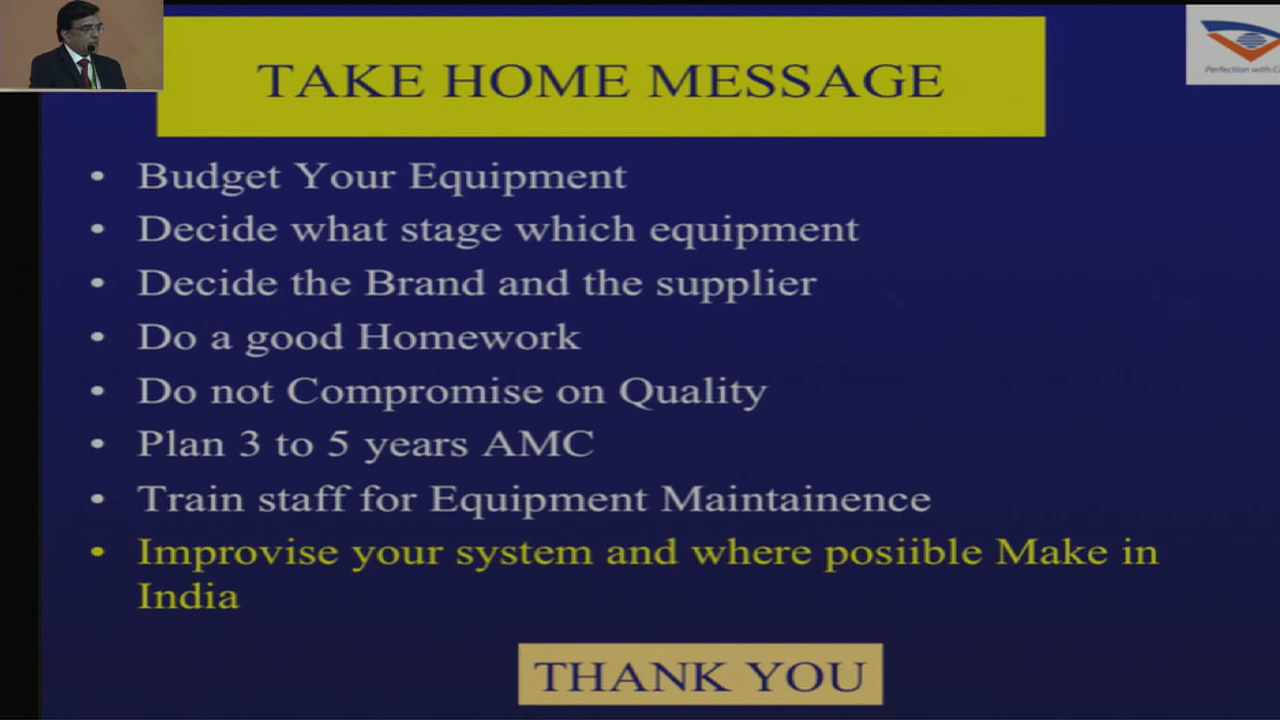 TAKE HOME MESSAGE
Perfection with C
• Budget Your Equipment
• Decide what stage which equipment
• Decide the Brand and the supplier
• Do a good Homework
• Do not Compromise on Quality
• Plan 3 to 5 years AMC
• Train staff for Equipment Maintainence
• Improvise your system and where posiible Make in
India
THANK YOU